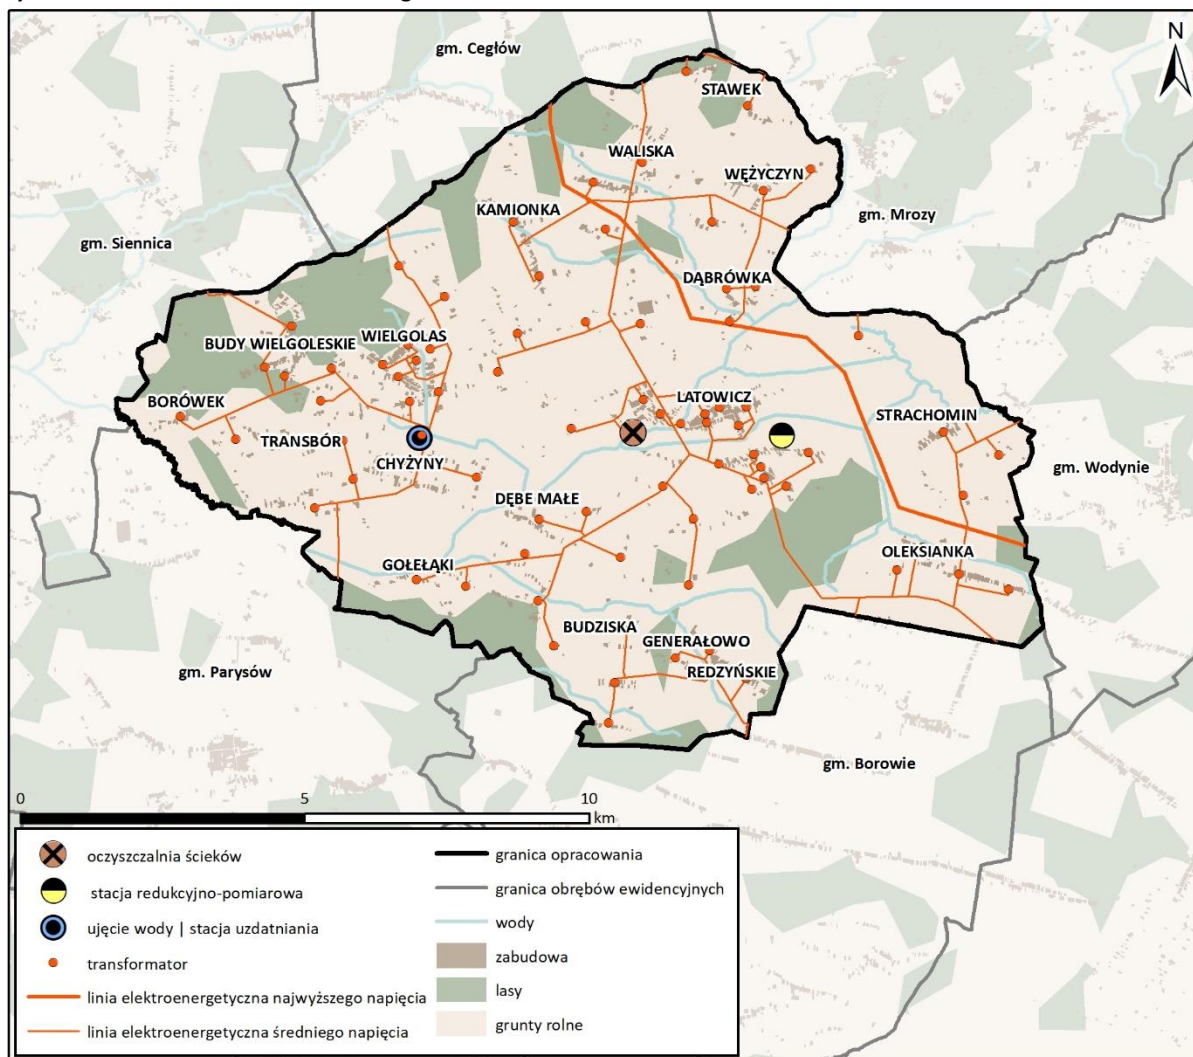 N
gm. Cegłów
STAWEK
WALISKA
WĘŻYCZYN
KAMIONKA
gm. Mrozy
gm. Siennica
DĄBRÓWKA
BUDY WIELGOLESKIE
WIELGOLAS
BORÓWEK
LATOWICZ
STRACHOMIN
TRANSBÓR
CHYŻYNY
gm. Wodynie
DĘBE MAŁE
OLEKSIANKA
GOŁEŁĄKI
BUDZISKA
GENERAŁOWO
REDZYŃSKIE
gm. Parysów
gm. Borowie
0 5 10
km
oczyszczalnia ścieków
stacja redukcyjno-pomiarowa
ujęcie wody | stacja uzdatniania
transformator
linia elektroenergetyczna najwyższego napięcia
linia elektroenergetyczna średniego napięcia
granica opracowania
granica obrębów ewidencyjnych
wody
zabudowa
lasy
grunty rolne